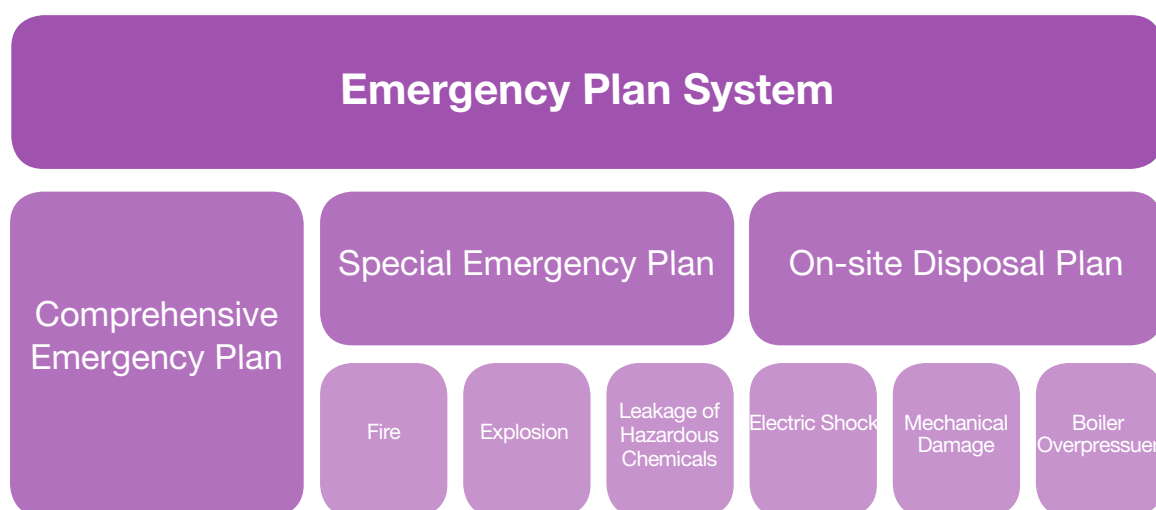 Emergency Plan System
Comprehensive
Emergency Plan
Special Emergency Plan
On-site Disposal Plan
Fire
Explosion
Leakage of
Hazardous
Chemicals
Electric Shock
Mechanical
Damage
Boiler
Overpressuer